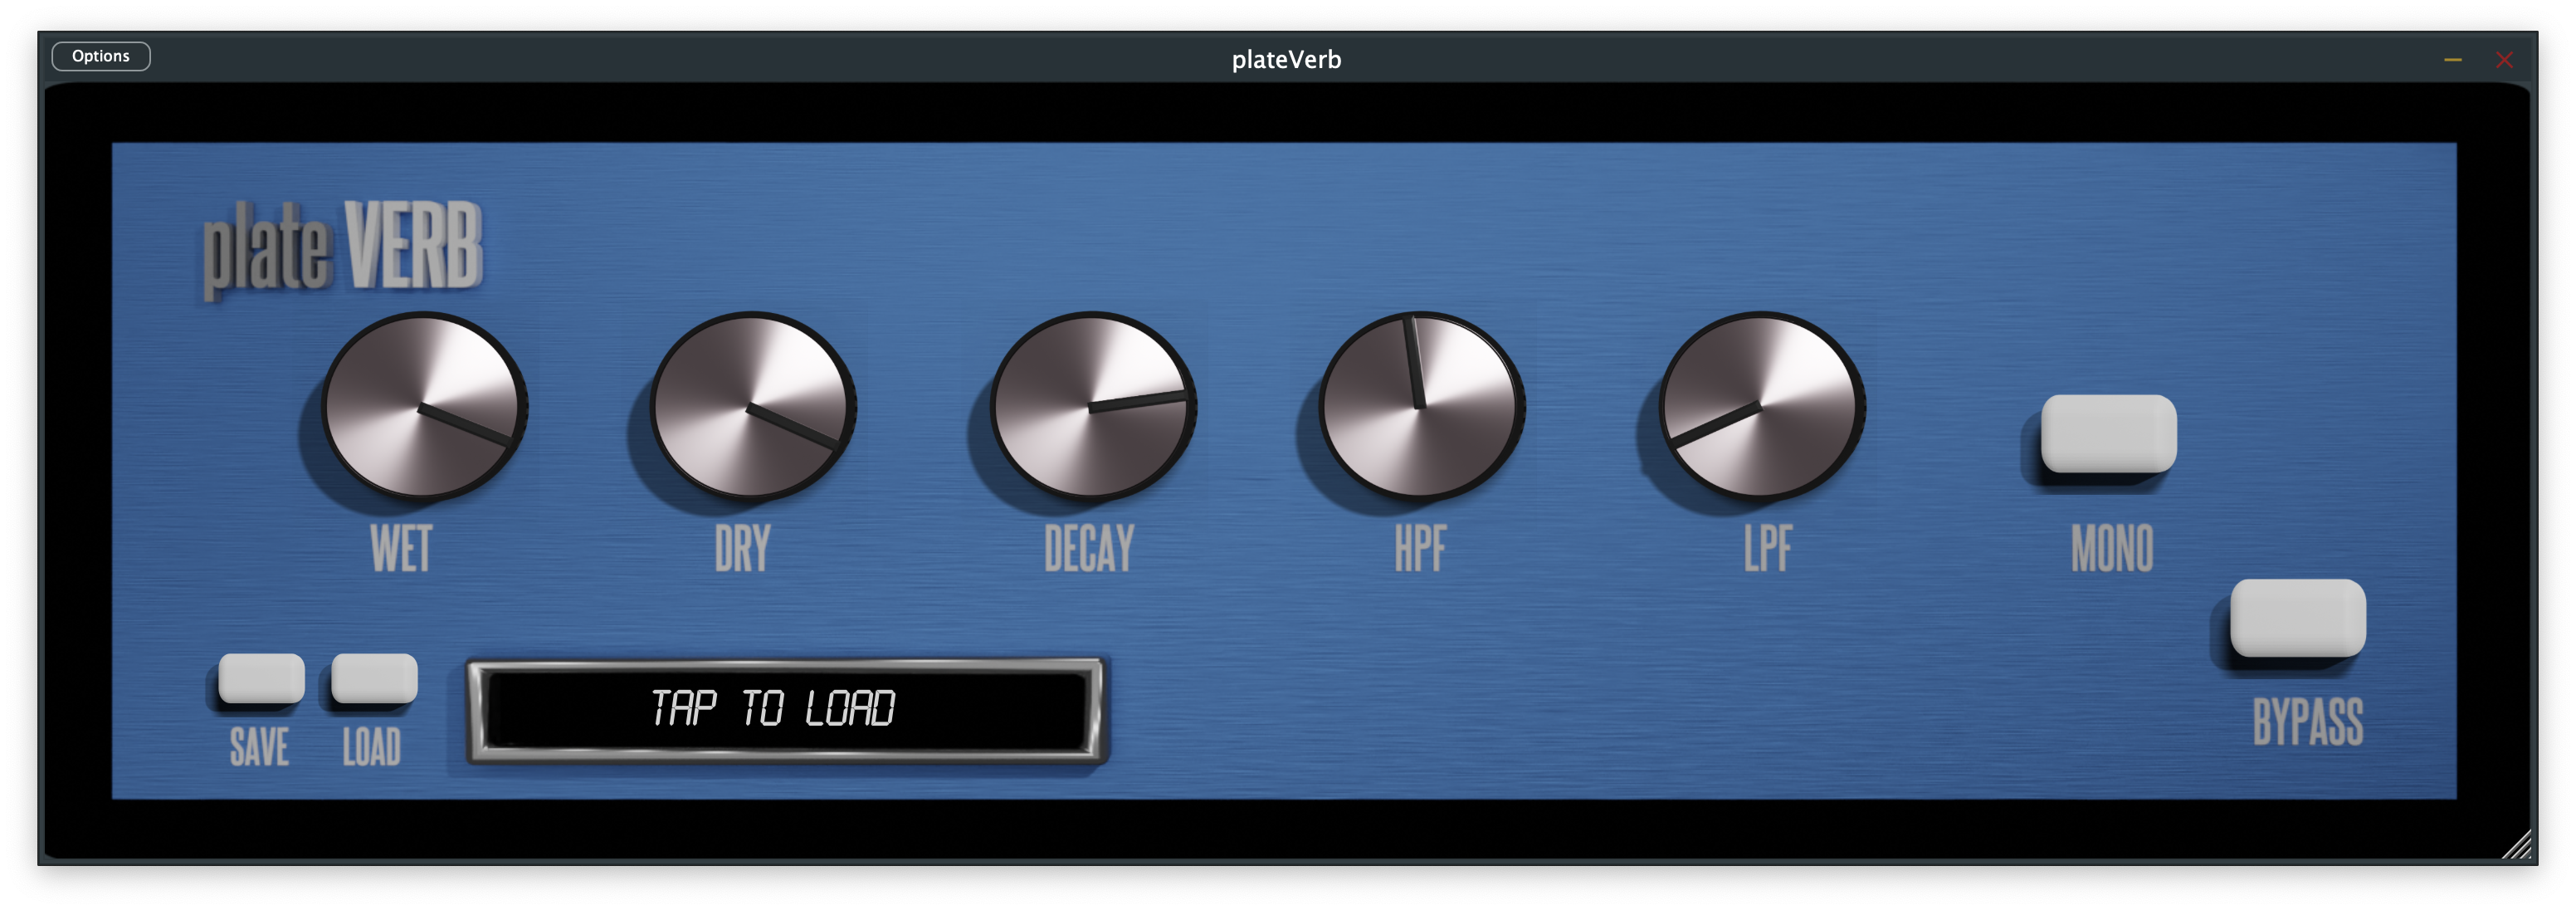 Options
plateVerb
plate VERB
WET
DRY
DECAY
HPF
LPF
MONO
BYPASS
TAP TO LOAD
SAVE
LOAD